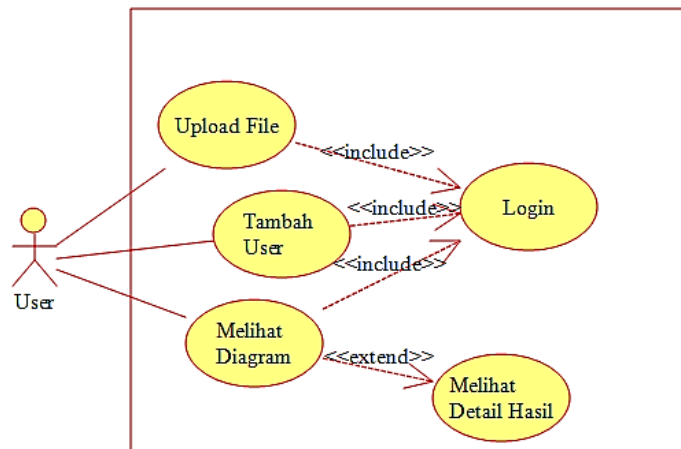 Upload File
<<include>>
Tambah
User
<<include>>
Login
<<include>>
User
Melihat
Diagram
<<extend>>
Melihat
Detail Hasil